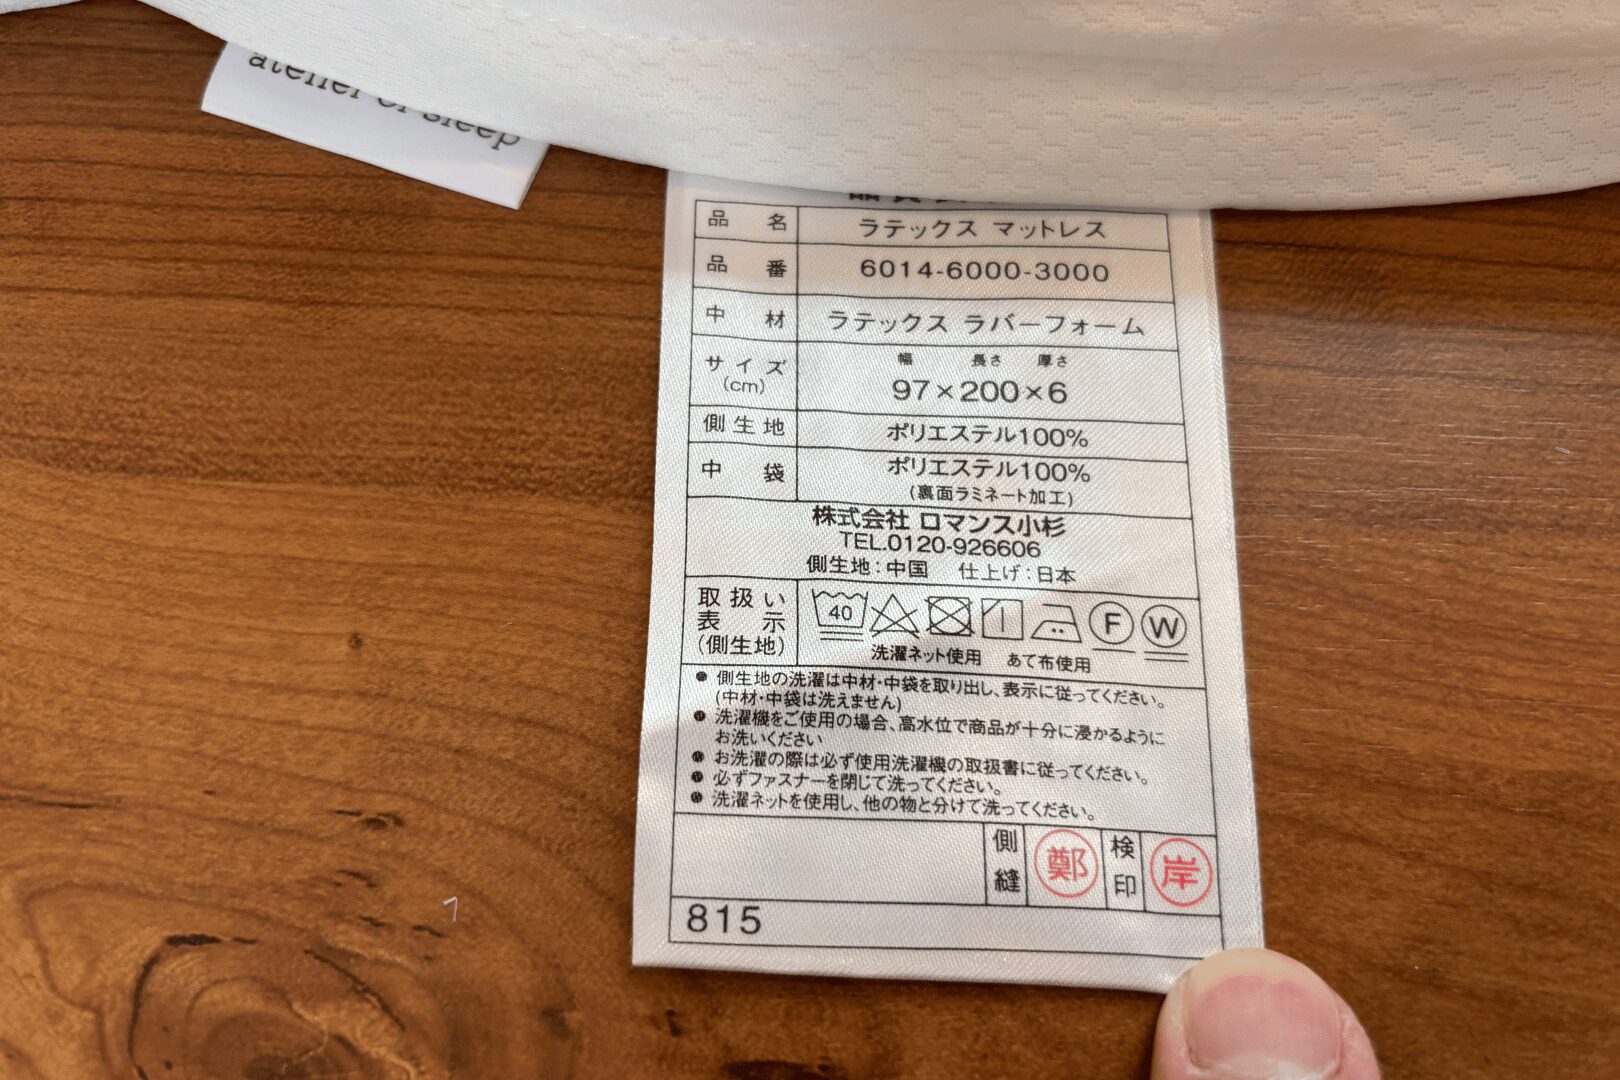 atelier of sleep
品 名 ラテックス マットレス
品 番 6014-6000-3000
中 材 ラテックス ラバーフォーム
サイズ(cm) 幅 長さ 厚さ
97×200×6
側生地 ポリエステル100%
中 袋 ポリエステル100%
(裏面ラミネート加工)
株式会社 ロマンス小杉
TEL.0120-926606
側生地:中国 仕上げ:日本
取扱い
表 示
(側生地)
40 F W
洗濯ネット使用 あて布使用
● 側生地の洗濯は中材・中袋を取り出し、表示に従ってください。
(中材・中袋は洗えません)
● 洗濯機をご使用の場合、高水位で商品が十分に浸かるように
お洗いください
● お洗濯の際は必ず使用洗濯機の取扱書に従ってください。
● 必ずファスナーを閉じて洗ってください。
● 洗濯ネットを使用し、他の物と分けて洗ってください。
側縫 鄭 検印 岸
815